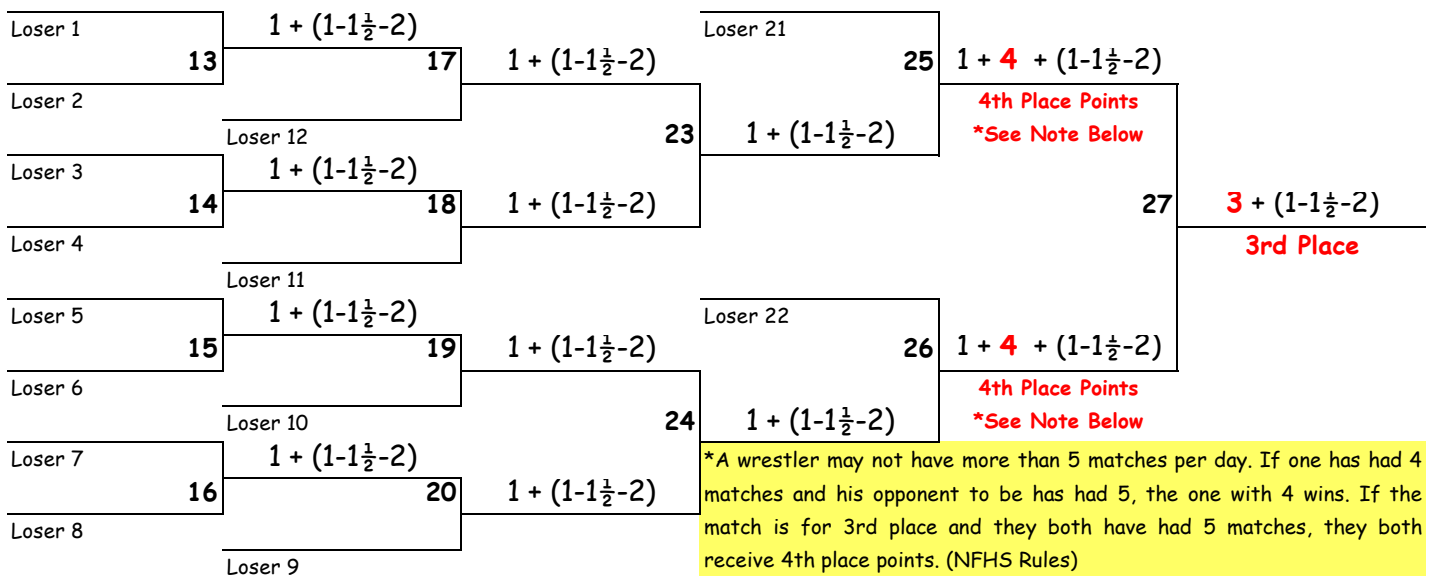 Loser 1
1 + (1-1½-2)
13
Loser 2
17
1 + (1-1½-2)
Loser 12
Loser 3
1 + (1-1½-2)
14
Loser 4
18
1 + (1-1½-2)
Loser 11
23
1 + (1-1½-2)
Loser 21
25
1 + 4 + (1-1½-2)
4th Place Points
*See Note Below
Loser 5
1 + (1-1½-2)
15
Loser 6
19
1 + (1-1½-2)
Loser 10
Loser 7
1 + (1-1½-2)
16
Loser 8
20
1 + (1-1½-2)
Loser 9
24
1 + (1-1½-2)
Loser 22
26
1 + 4 + (1-1½-2)
4th Place Points
*See Note Below
27
3 + (1-1½-2)
3rd Place
*A wrestler may not have more than 5 matches per day. If one has had 4
matches and his opponent to be has had 5, the one with 4 wins. If the
match is for 3rd place and they both have had 5 matches, they both
receive 4th place points. (NFHS Rules)